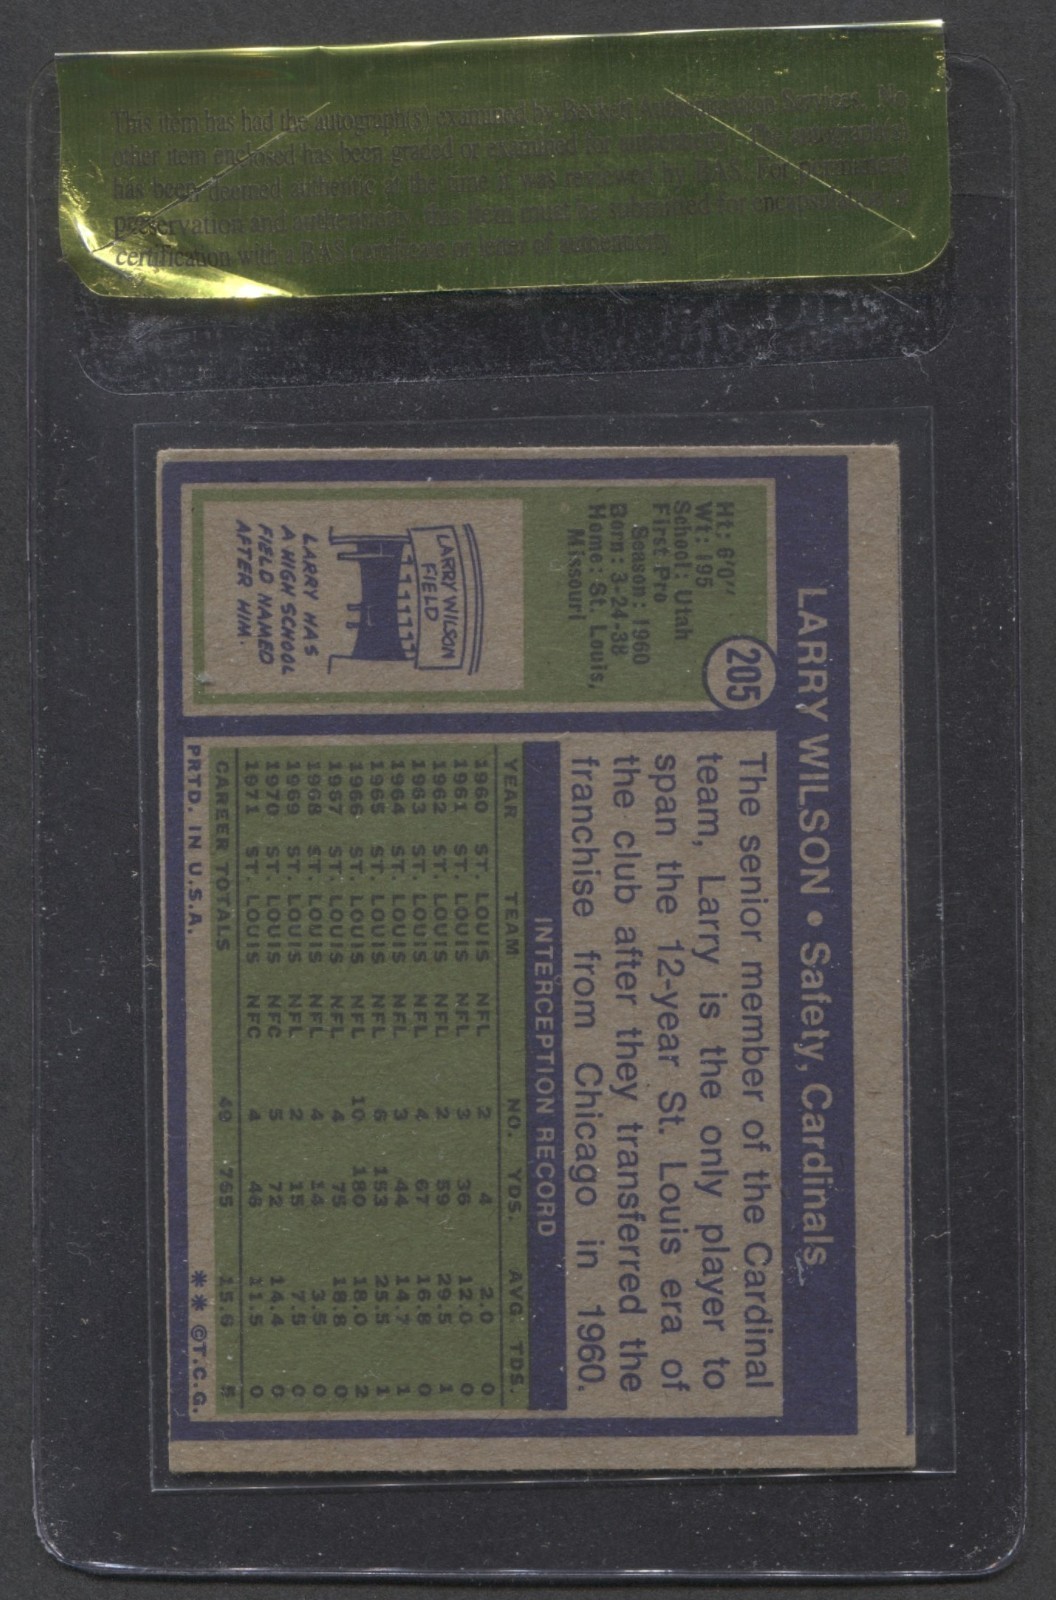 This item has had the autograph(s) examined by Beckett Authentication Services. No
other item enclosed has been graded or examined for authenticity. The autograph(s)
has been deemed authentic at the time it was reviewed by BAS. For permanent
preservation and authenticity, this item must be submitted for encapsulation or
certification with a BAS certificate or letter of authenticity.
LARRY WILSON • Safety, Cardinals
205
Ht: 6'0"
Wt: 195
School: Utah
First Pro
Season: 1960
Born: 3-24-38
Home: St. Louis,
Missouri
LARRY WILSON
FIELD
LARRY HAS
A HIGH SCHOOL
FIELD NAMED
AFTER HIM.
The senior member of the Cardinal
team, Larry is the only player to
span the 12-year St. Louis era of
the club after they transferred the
franchise from Chicago in 1960.
INTERCEPTION RECORD
YEAR TEAM NO. YDS. AVG. TDS.
1960 ST. LOUIS NFL 2 4 2.0 0
1961 ST. LOUIS NFL 3 36 12.0 0
1962 ST. LOUIS NFL 2 59 29.5 1
1963 ST. LOUIS NFL 4 67 16.8 0
1964 ST. LOUIS NFL 3 44 14.7 1
1965 ST. LOUIS NFL 6 153 25.5 1
1966 ST. LOUIS NFL 10 180 18.0 2
1967 ST. LOUIS NFL 4 75 18.8 0
1968 ST. LOUIS NFL 4 14 3.5 0
1969 ST. LOUIS NFL 2 15 7.5 0
1970 ST. LOUIS NFC 5 72 14.4 0
1971 ST. LOUIS NFC 4 46 11.5 0
CAREER TOTALS 49 765 15.6 5
PRTD. IN U.S.A. ** ©T.C.G.